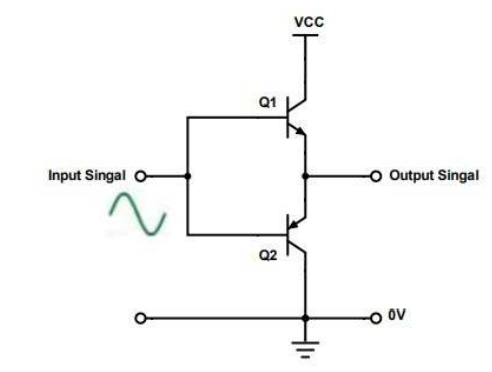 VCC
Q1
Input Singal
Output Singal
Q2
0V